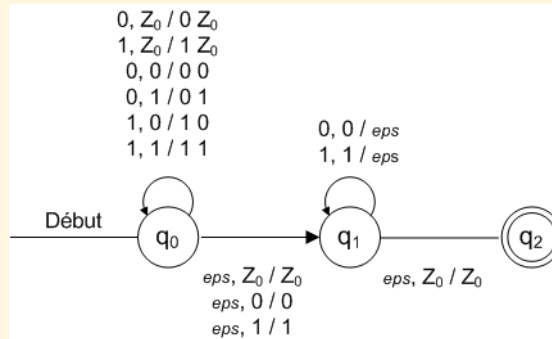 0, Z₀ / 0 Z₀
1, Z₀ / 1 Z₀
0, 0 / 0 0
0, 1 / 0 1
1, 0 / 1 0
1, 1 / 1 1
0, 0 / eps
1, 1 / eps
Début
q₀
q₁
q₂
eps, Z₀ / Z₀
eps, 0 / 0
eps, 1 / 1
eps, Z₀ / Z₀